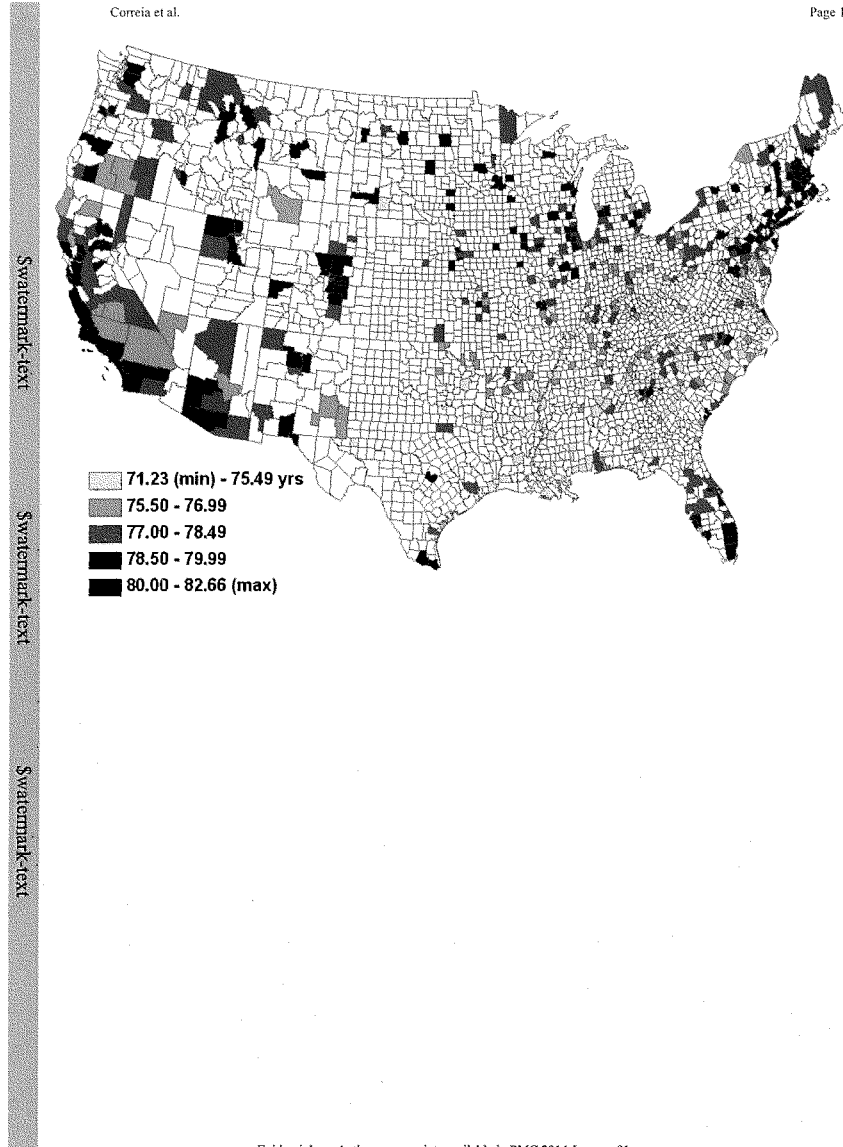 Correia et al.
Page 1
$watermark-text
$watermark-text
$watermark-text
71.23 (min) - 75.49 yrs
75.50 - 76.99
77.00 - 78.49
78.50 - 79.99
80.00 - 82.66 (max)